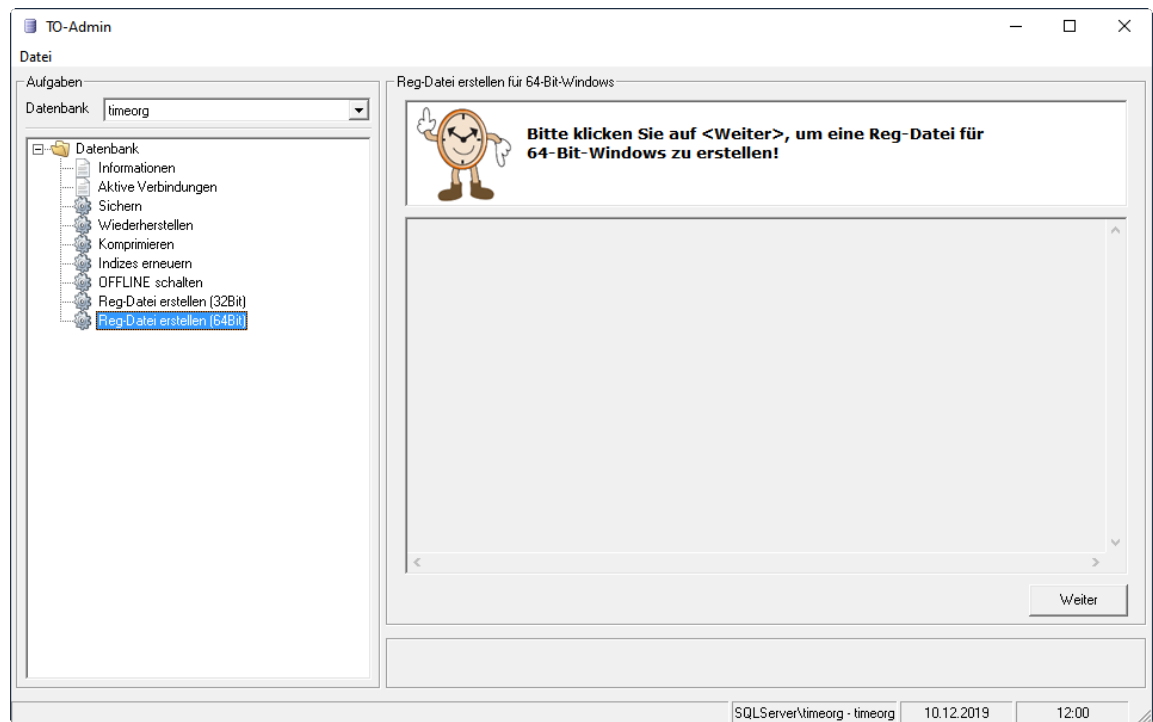 TO-Admin
Datei
Aufgaben
Datenbank timeorg
Datenbank
Informationen
Aktive Verbindungen
Sichern
Wiederherstellen
Komprimieren
Indizes erneuern
OFFLINE schalten
Reg-Datei erstellen (32Bit)
Reg-Datei erstellen (64Bit)
Reg-Datei erstellen für 64-Bit-Windows
Bitte klicken Sie auf <Weiter>, um eine Reg-Datei für
64-Bit-Windows zu erstellen!
Weiter
SQLServer\timeorg - timeorg 10.12.2019 12:00